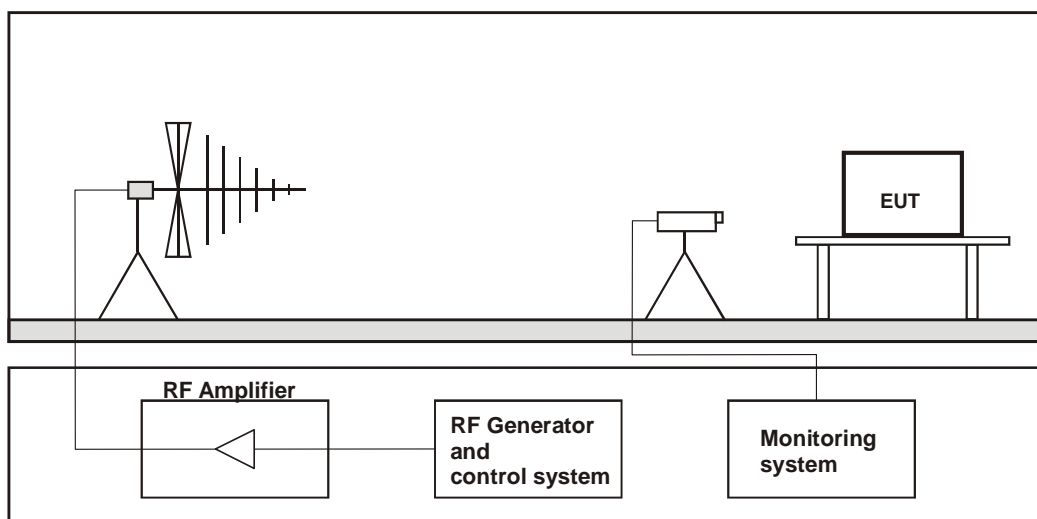 EUT
RF Amplifier
RF Generator
and
control system
Monitoring
system